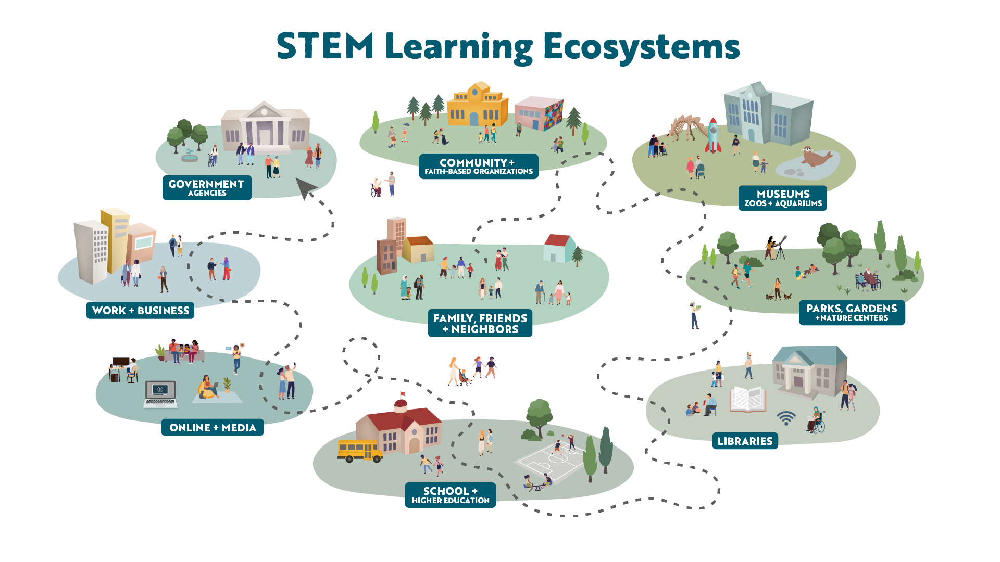 STEM Learning Ecosystems
GOVERNMENT
AGENCIES
COMMUNITY +
FAITH-BASED ORGANIZATIONS
MUSEUMS
ZOOS + AQUARIUMS
WORK + BUSINESS
FAMILY, FRIENDS
+ NEIGHBORS
PARKS, GARDENS
+NATURE CENTERS
ONLINE + MEDIA
SCHOOL +
HIGHER EDUCATION
LIBRARIES